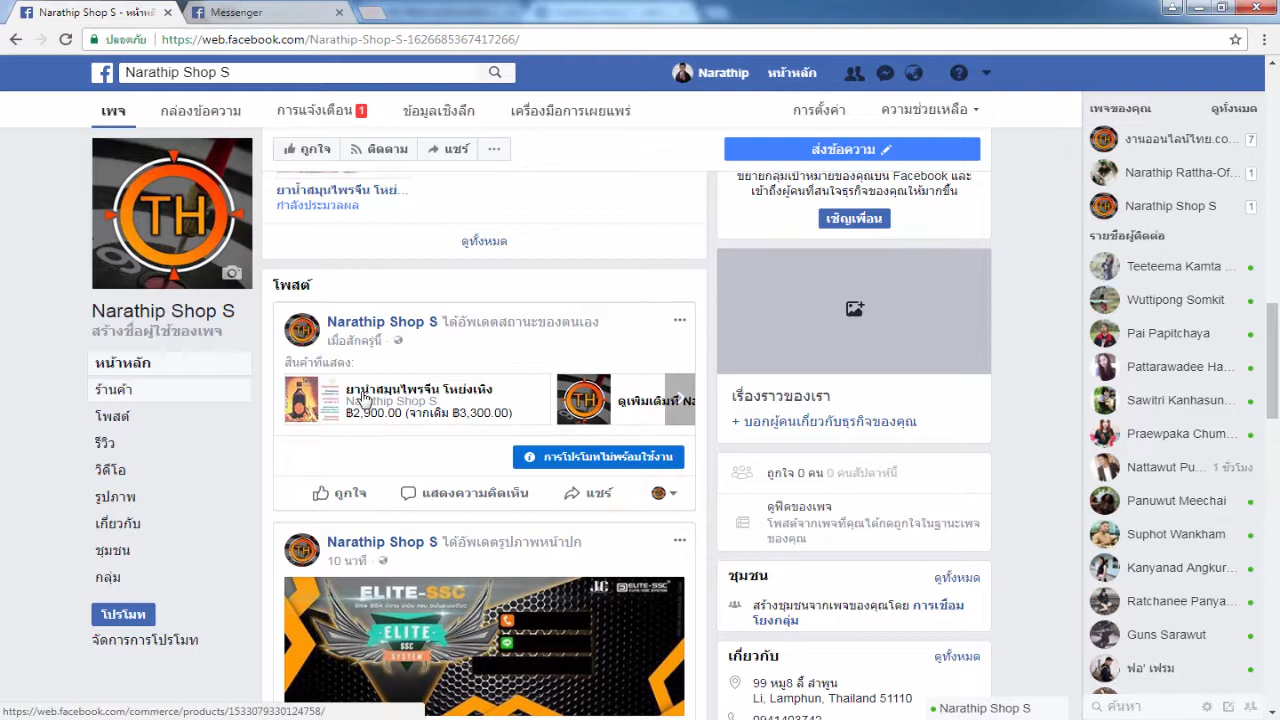 Narathip Shop S - หน้าหลัก
Messenger
ปลอดภัย
https://web.facebook.com/Narathip-Shop-S-1626685367417266/
Narathip Shop S
Narathip
หน้าหลัก
เพจ
กล่องข้อความ
การแจ้งเตือน 1
ข้อมูลเชิงลึก
เครื่องมือการเผยแพร่
การตั้งค่า
ความช่วยเหลือ
TH
Narathip Shop S
สร้างชื่อผู้ใช้ของเพจ
หน้าหลัก
ร้านค้า
โพสต์
รีวิว
วิดีโอ
รูปภาพ
เกี่ยวกับ
ชุมชน
กลุ่ม
โปรโมท
จัดการการโปรโมท
ถูกใจ
ติดตาม
แชร์
ยาน้ำสมุนไพรจีน โหย่...
กำลังประมวลผล
ดูทั้งหมด
โพสต์
Narathip Shop S ได้อัพเดตสถานะของตนเอง
เมื่อสักครู่นี้
สินค้าที่แสดง:
ยาน้ำสมุนไพรจีน โหย่งเหิง
Narathip Shop S
฿2,900.00 (จากเดิม ฿3,300.00)
ดูเพิ่มเติมที่ Na
การโปรโมทไม่พร้อมใช้งาน
ถูกใจ
แสดงความคิดเห็น
แชร์
Narathip Shop S ได้อัพเดตรูปภาพหน้าปก
10 นาที
ELITE-SSC
ELITE-SSC
ELITE
SSC
SYSTEM
ส่งข้อความ
ขยายกลุ่มเป้าหมายของคุณบน Facebook และ
เข้าถึงผู้คนที่สนใจธุรกิจของคุณให้มากขึ้น
เชิญเพื่อน
เรื่องราวของเรา
+ บอกผู้คนเกี่ยวกับธุรกิจของคุณ
ถูกใจ 0 คน 0 คนสัปดาห์นี้
ดูฟีดของเพจ
โพสต์จากเพจที่คุณได้กดถูกใจในฐานะเพจ
ของคุณ
ชุมชน
ดูทั้งหมด
สร้างชุมชนจากเพจของคุณโดย การเชื่อม
โยงกลุ่ม
เกี่ยวกับ
ดูทั้งหมด
99 หมู่8 ลี้ ลำพูน
Li, Lamphun, Thailand 51110
0941403742
เพจของคุณ
ดูทั้งหมด
งานออนไลน์ไทย.co... 7
Narathip Rattha-Of... 1
Narathip Shop S 1
รายชื่อผู้ติดต่อ
Teeteema Kamta ...
Wuttipong Somkit
Pai Papitchaya
Pattarawadee Ha...
Sawitri Kanhasun...
Praewpaka Chum...
Nattawut Pu... 1 ชั่วโมง
Panuwut Meechai
Suphot Wankham
Kanyanad Angkur...
Ratchanee Panya...
Guns Sarawut
ฟอ' เฟรม
ค้นหา
Narathip Shop S
https://web.facebook.com/commerce/products/1533079330124758/